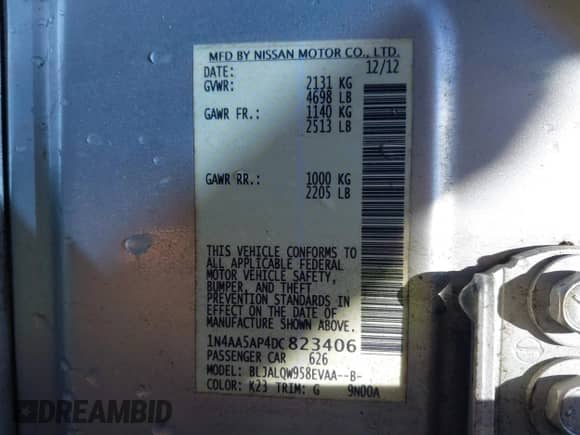 MFD BY NISSAN MOTOR CO., LTD.
DATE: 12/12
GVWR: 2131 KG
4698 LB
GAWR FR.: 1140 KG
2513 LB
GAWR RR.: 1000 KG
2205 LB
THIS VEHICLE CONFORMS TO
ALL APPLICABLE FEDERAL
MOTOR VEHICLE SAFETY,
BUMPER, AND THEFT
PREVENTION STANDARDS IN
EFFECT ON THE DATE OF
MANUFACTURE SHOWN ABOVE.
1N4AA5AP4DC823406
PASSENGER CAR 626
MODEL: BLJALQW958EVAA--B-
COLOR: K23 TRIM: G 9N00A
DREAMBID